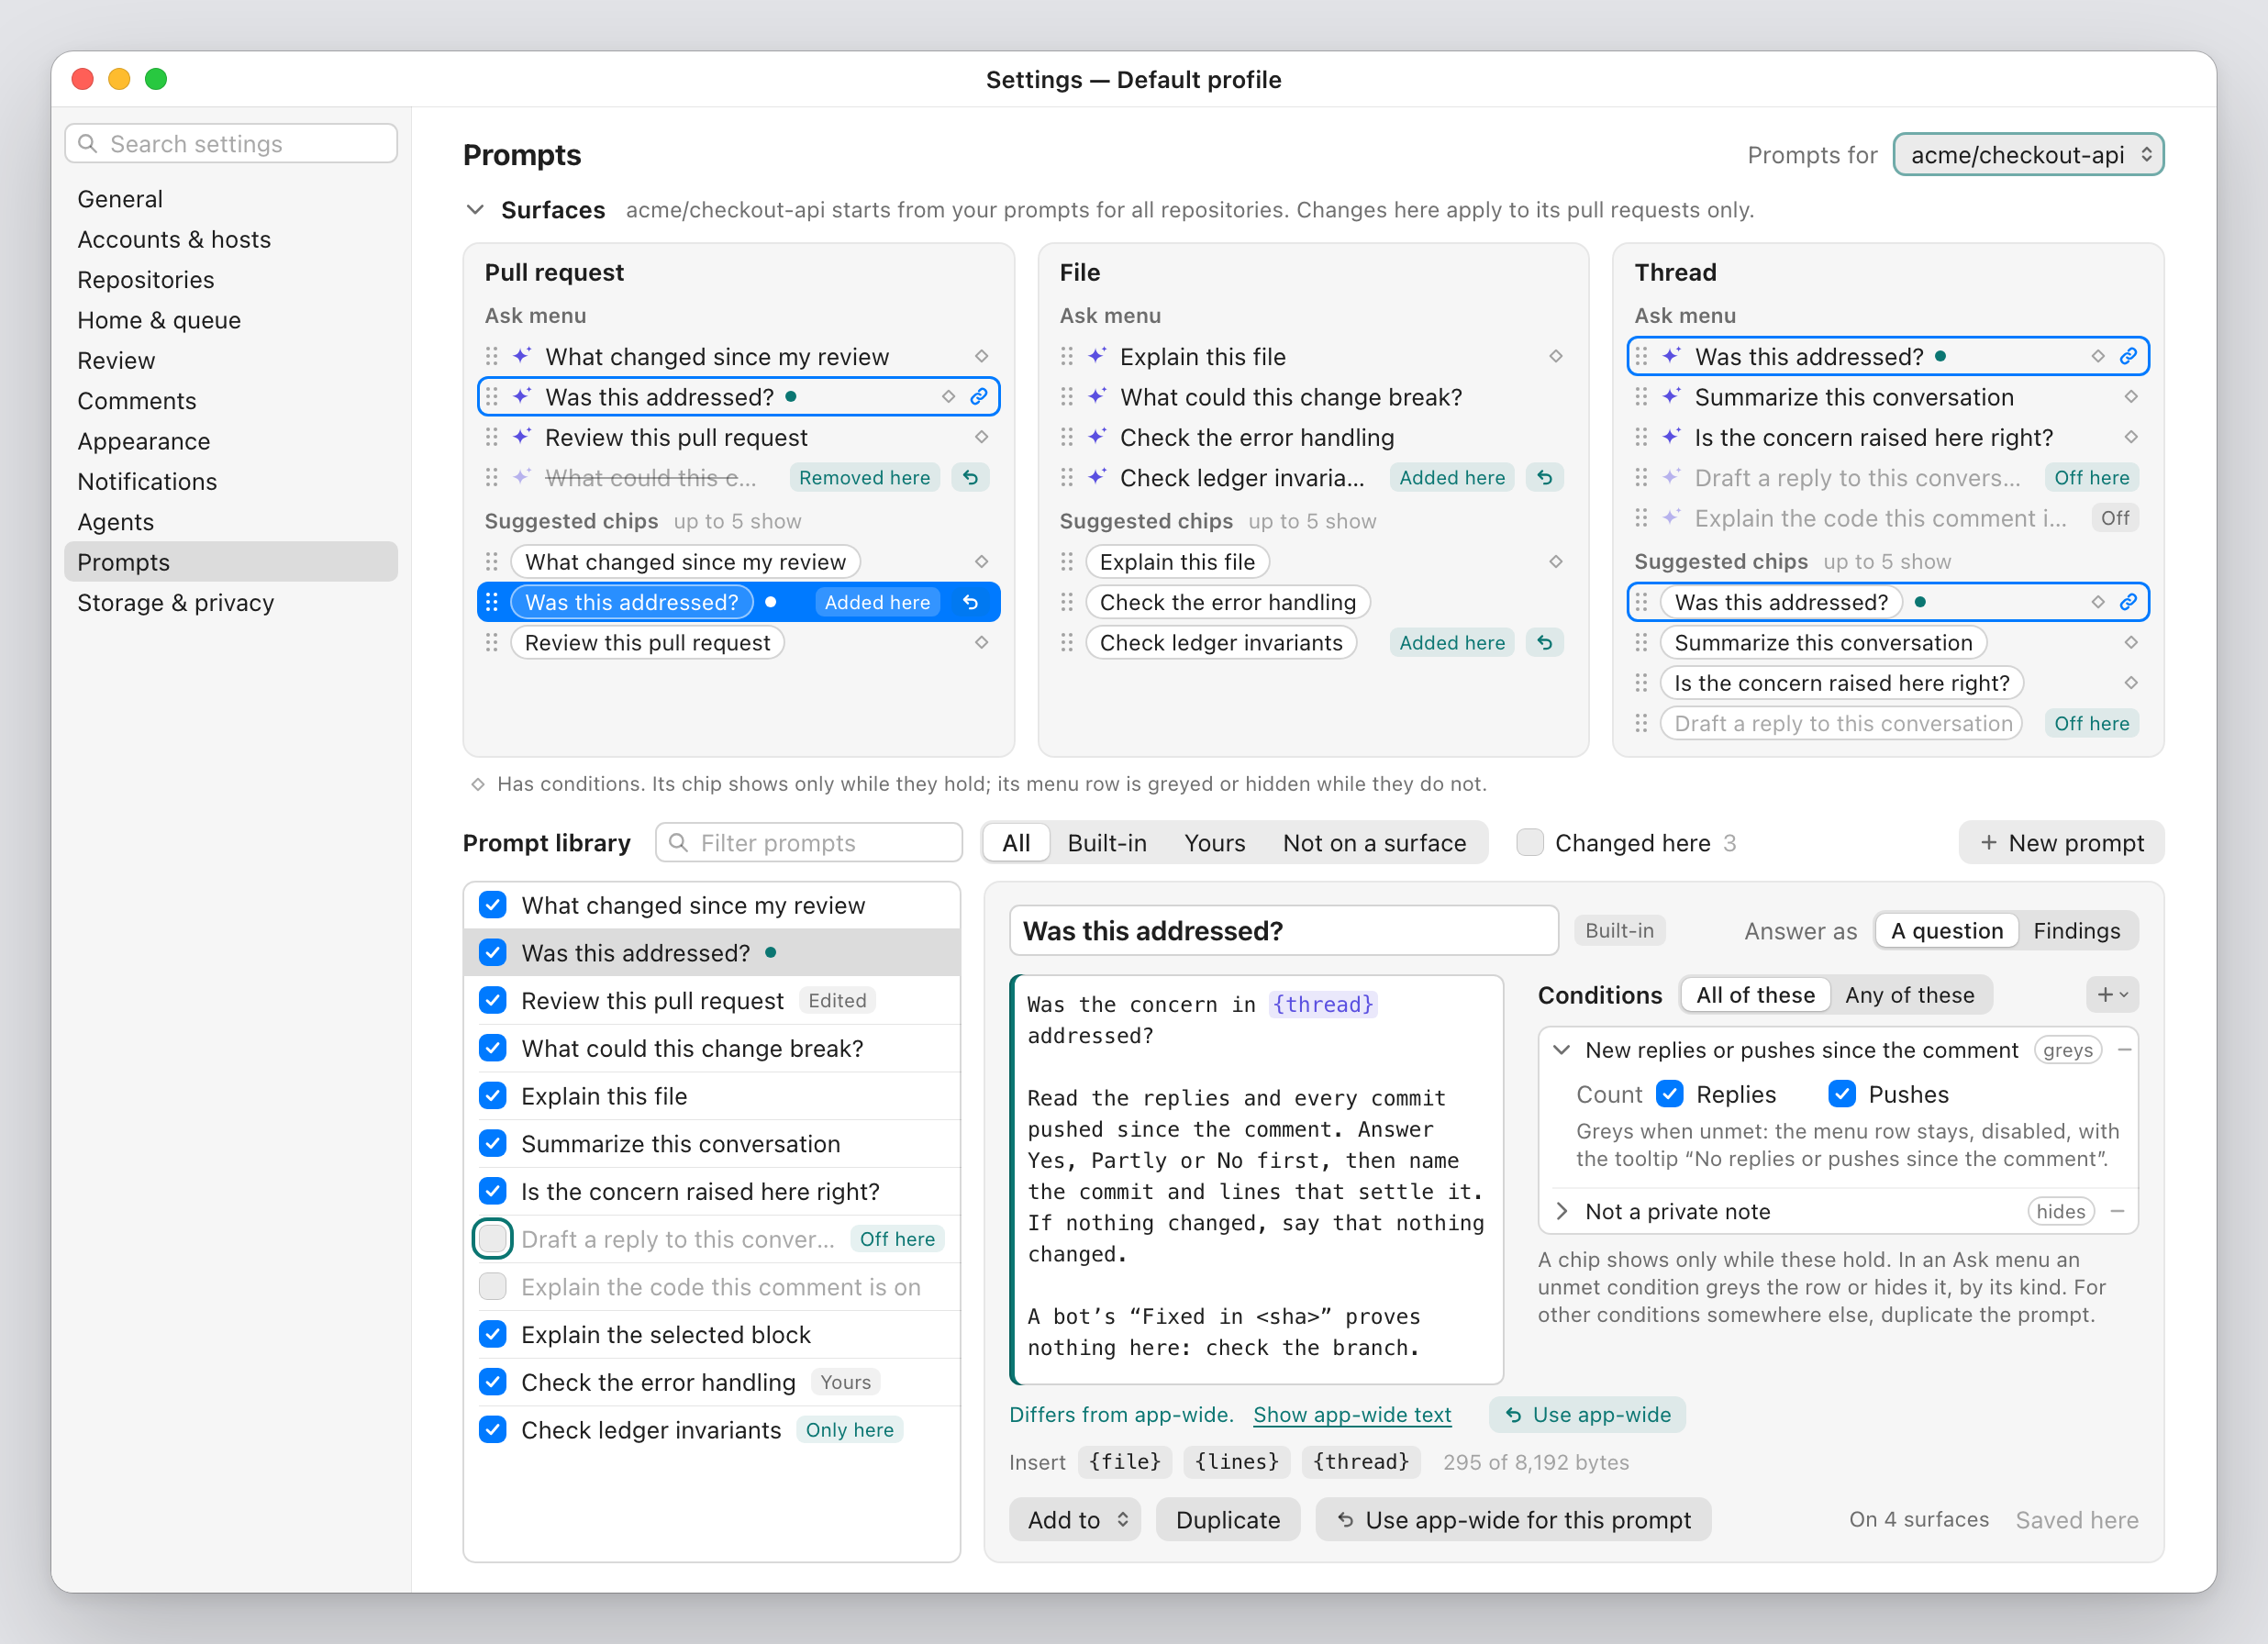 Settings — Default profile
Search settings
General
Accounts & hosts
Repositories
Home & queue
Review
Comments
Appearance
Notifications
Agents
Prompts
Storage & privacy
Prompts
Prompts for
acme/checkout-api
Surfaces acme/checkout-api starts from your prompts for all repositories. Changes here apply to its pull requests only.
Pull request
Ask menu
What changed since my review
Was this addressed?
Review this pull request
What could this c... Removed here
Suggested chips up to 5 show
What changed since my review
Was this addressed? Added here
Review this pull request
File
Ask menu
Explain this file
What could this change break?
Check the error handling
Check ledger invaria... Added here
Suggested chips up to 5 show
Explain this file
Check the error handling
Check ledger invariants Added here
Thread
Ask menu
Was this addressed?
Summarize this conversation
Is the concern raised here right?
Draft a reply to this convers... Off here
Explain the code this comment i... Off
Suggested chips up to 5 show
Was this addressed?
Summarize this conversation
Is the concern raised here right?
Draft a reply to this conversation Off here
Has conditions. Its chip shows only while they hold; its menu row is greyed or hidden while they do not.
Prompt library
Filter prompts
All Built-in Yours Not on a surface
Changed here 3
+ New prompt
What changed since my review
Was this addressed?
Review this pull request Edited
What could this change break?
Explain this file
Summarize this conversation
Is the concern raised here right?
Draft a reply to this conver... Off here
Explain the code this comment is on
Explain the selected block
Check the error handling Yours
Check ledger invariants Only here
Was this addressed?
Built-in
Answer as A question Findings
Was the concern in {thread}
addressed?
Read the replies and every commit
pushed since the comment. Answer
Yes, Partly or No first, then name
the commit and lines that settle it.
If nothing changed, say that nothing
changed.
A bot’s “Fixed in <sha>” proves
nothing here: check the branch.
Conditions All of these Any of these
New replies or pushes since the comment greys
Count Replies Pushes
Greys when unmet: the menu row stays, disabled, with
the tooltip “No replies or pushes since the comment”.
Not a private note hides
A chip shows only while these hold. In an Ask menu an
unmet condition greys the row or hides it, by its kind. For
other conditions somewhere else, duplicate the prompt.
Differs from app-wide. Show app-wide text Use app-wide
Insert {file} {lines} {thread} 295 of 8,192 bytes
Add to Duplicate Use app-wide for this prompt On 4 surfaces Saved here